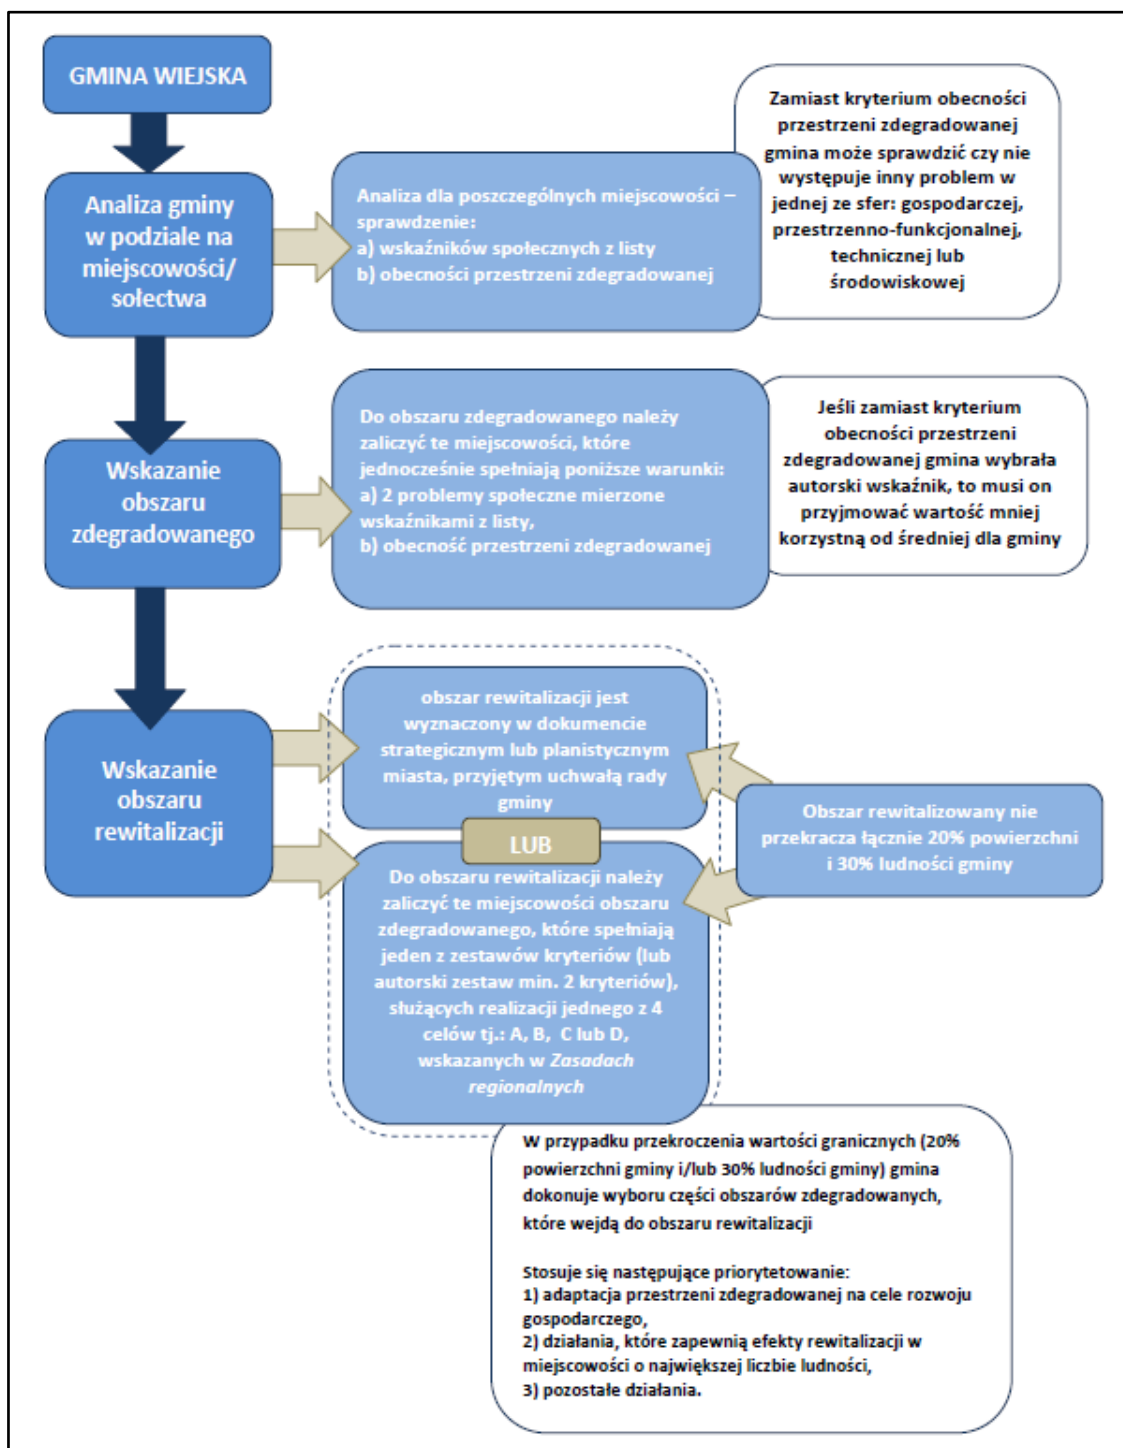 GMINA WIEJSKA
Analiza gminy
w podziale na
miejscowości/
sołectwa
Analiza dla poszczególnych miejscowości –
sprawdzenie:
a) wskaźników społecznych z listy
b) obecności przestrzeni zdegradowanej
Zamiast kryterium obecności
przestrzeni zdegradowanej
gmina może sprawdzić czy nie
występuje inny problem w
jednej ze sfer: gospodarczej,
przestrzenno-funkcjonalnej,
technicznej lub
środowiskowej
Wskazanie
obszaru
zdegradowanego
Do obszaru zdegradowanego należy
zaliczyć te miejscowości, które
jednocześnie spełniają poniższe warunki:
a) 2 problemy społeczne mierzone
wskaźnikami z listy,
b) obecność przestrzeni zdegradowanej
Jeśli zamiast kryterium
obecności przestrzeni
zdegradowanej gmina wybrała
autorski wskaźnik, to musi on
przyjmować wartość mniej
korzystną od średniej dla gminy
Wskazanie
obszaru
rewitalizacji
obszar rewitalizacji jest
wyznaczony w dokumencie
strategicznym lub planistycznym
miasta, przyjętym uchwałą rady
gminy
LUB
Do obszaru rewitalizacji należy
zaliczyć te miejscowości obszaru
zdegradowanego, które spełniają
jeden z zestawów kryteriów (lub
autorski zestaw min. 2 kryteriów),
służących realizacji jednego z 4
celów tj.: A, B, C lub D,
wskazanych w Zasadach
regionalnych
Obszar rewitalizowany nie
przekracza łącznie 20% powierzchni
i 30% ludności gminy
W przypadku przekroczenia wartości granicznych (20%
powierzchni gminy i/lub 30% ludności gminy) gmina
dokonuje wyboru części obszarów zdegradowanych,
które wejdą do obszaru rewitalizacji
Stosuje się następujące priorytetowanie:
1) adaptacja przestrzeni zdegradowanej na cele rozwoju
gospodarczego,
2) działania, które zapewnią efekty rewitalizacji w
miejscowości o największej liczbie ludności,
3) pozostałe działania.